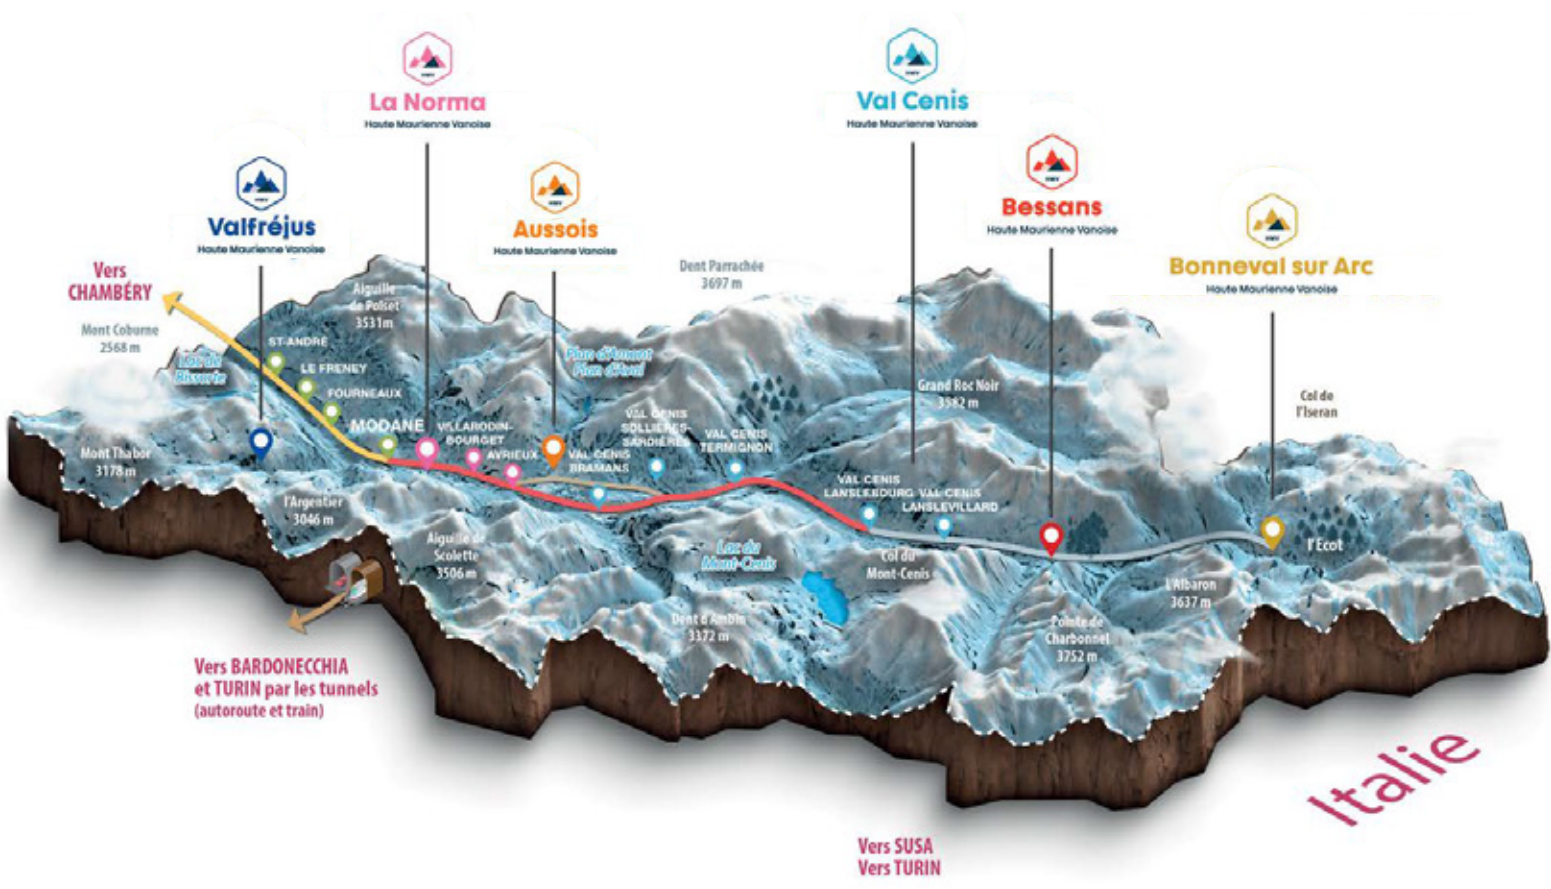 La Norma
Haute Maurienne Vanoise
Val Cenis
Haute Maurienne Vanoise
Valfréjus
Haute Maurienne Vanoise
Aussois
Haute Maurienne Vanoise
Bessans
Haute Maurienne Vanoise
Bonneval sur Arc
Haute Maurienne Vanoise
Vers
CHAMBÉRY
Mont Coburne
2568 m
Lac de
Bissorte
Aiguille
de Polset
3531m
Dent Parrachée
3697 m
Plan d'Amont
Plan d'Aval
ST-ANDRÉ
LE FRENEY
FOURNEAUX
MODANE
VILLARODIN-
BOURGET
AVRIEUX
VAL CENIS
BRAMANS
VAL CENIS
SOLLIÈRES-
SARDIÈRES
VAL CENIS
TERMIGNON
Grand Roc Noir
3582 m
Col de
l'Iseran
VAL CENIS
LANSLEBOURG
VAL CENIS
LANSLEVILLARD
Mont Thabor
3178 m
l'Argentier
3046 m
Aiguille de
Scolette
3506 m
Lac du
Mont-Cenis
Col du
Mont-Cenis
l'Ecot
L'Albaron
3637 m
Dent d'Ambin
3372 m
Pointe de
Charbonnel
3752 m
Vers BARDONECCHIA
et TURIN par les tunnels
(autoroute et train)
Italie
Vers SUSA
Vers TURIN